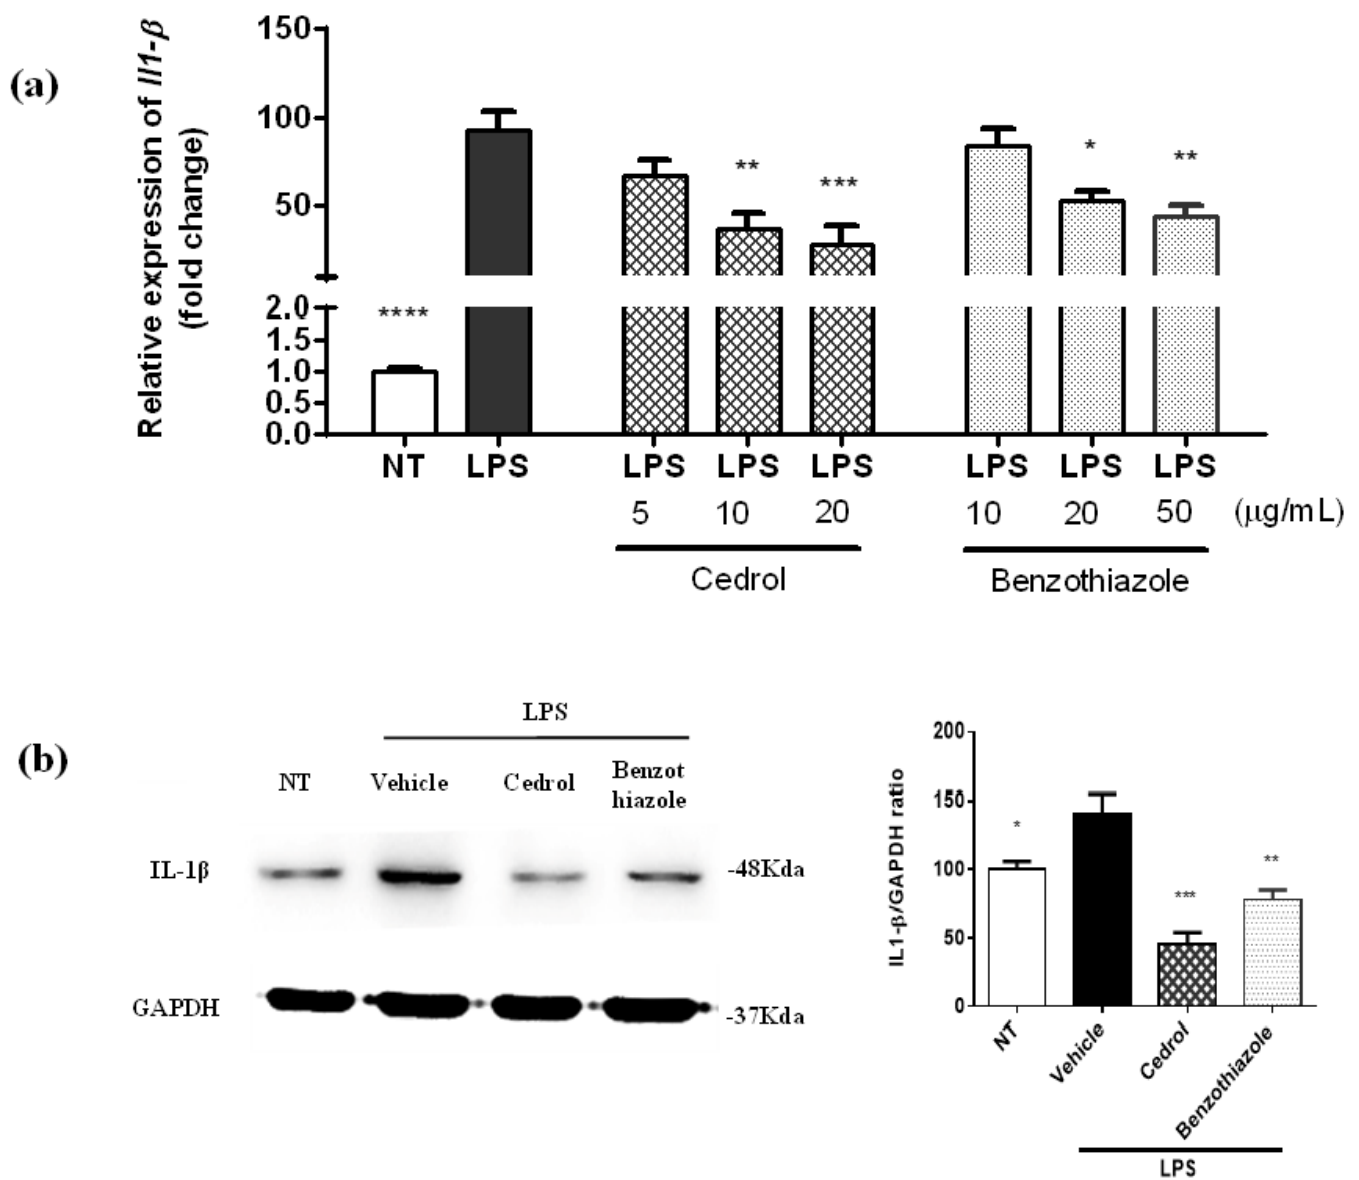 (a)
Relative expression of Il1-β
(fold change)
150
100
50
2.0
1.5
1.0
0.5
0.0
****
**
***
*
**
NT LPS LPS LPS LPS LPS LPS LPS
5 10 20 10 20 50 (μg/mL)
Cedrol Benzothiazole
(b)
LPS
NT Vehicle Cedrol Benzot
hiazole
IL-1β -48Kda
GAPDH -37Kda
IL1-β/GAPDH ratio
200
150
100
50
0
*
***
**
NT Vehicle Cedrol Benzothiazole
LPS